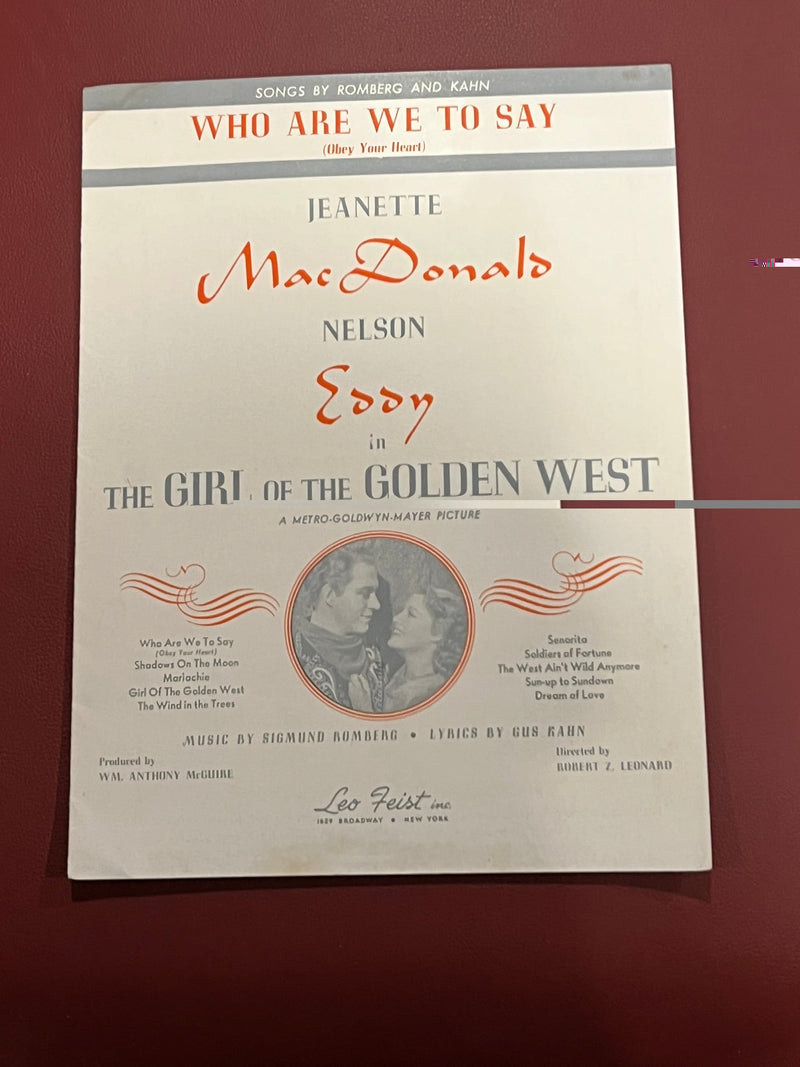 SONGS BY ROMBERG AND KAHN
WHO ARE WE TO SAY
(Obey Your Heart)
JEANETTE
MacDonald
NELSON
Eddy
in
THE GIRL OF THE GOLDEN WEST
A METRO-GOLDWYN-MAYER PICTURE
Who Are We To Say
(Obey Your Heart)
Shadows On The Moon
Mariachie
Girl Of The Golden West
The Wind in the Trees
Senorita
Soldiers of Fortune
The West Ain't Wild Anymore
Sun-up to Sundown
Dream of Love
MUSIC BY SIGMUND ROMBERG • LYRICS BY GUS KAHN
Produced by
WM. ANTHONY McGUIRE
Directed by
ROBERT Z. LEONARD
Leo Feist inc.
1629 BROADWAY • NEW YORK